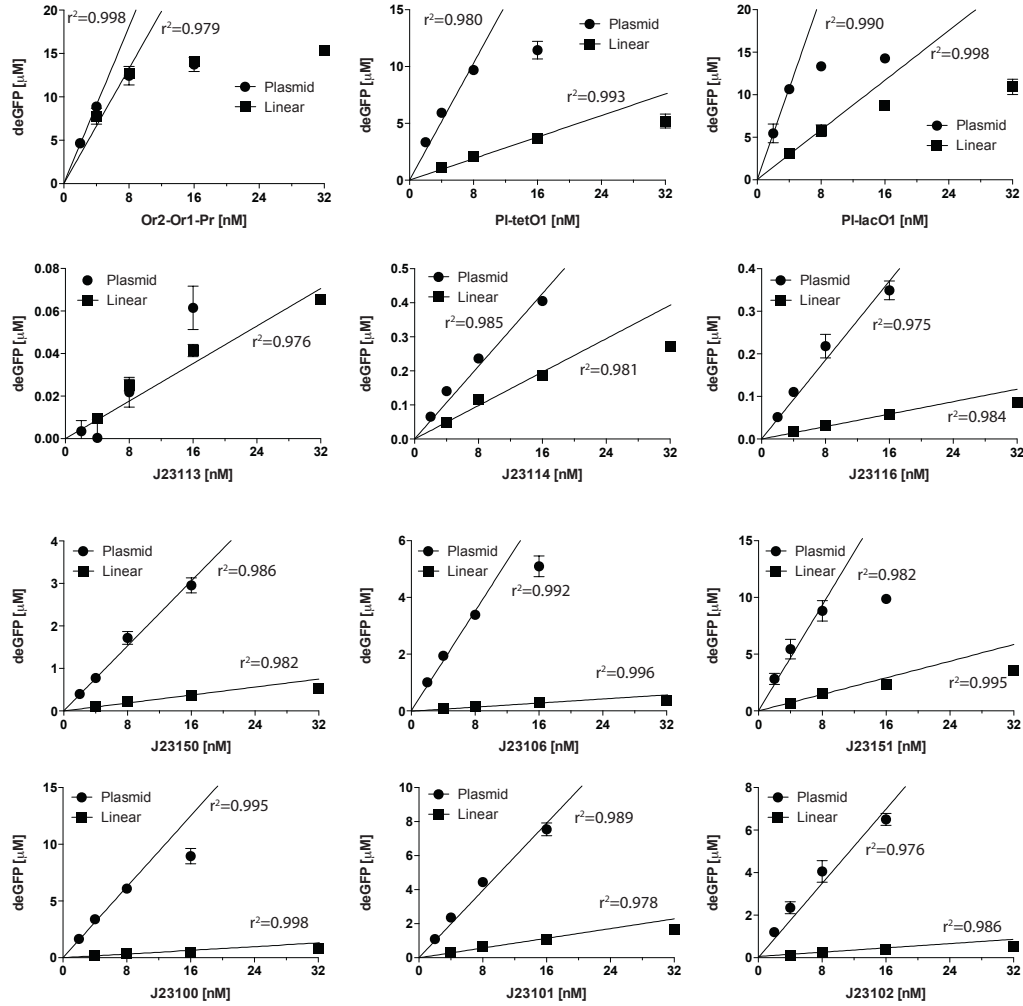 r²=0.998
r²=0.979
20
15
10
5
0
deGFP [µM]
Plasmid
Linear
0 8 16 24 32
Or2-Or1-Pr [nM]
r²=0.980
15
10
5
0
deGFP [µM]
Plasmid
Linear
r²=0.993
0 8 16 24 32
Pl-tetO1 [nM]
r²=0.990
r²=0.998
20
15
10
5
0
deGFP [µM]
Plasmid
Linear
0 8 16 24 32
Pl-lacO1 [nM]
0.08
0.06
0.04
0.02
0.00
deGFP [µM]
Plasmid
Linear
r²=0.976
0 8 16 24 32
J23113 [nM]
0.5
0.4
0.3
0.2
0.1
0.0
deGFP [µM]
Plasmid
Linear
r²=0.985
r²=0.981
0 8 16 24 32
J23114 [nM]
0.4
0.3
0.2
0.1
0.0
deGFP [µM]
Plasmid
Linear
r²=0.975
r²=0.984
0 8 16 24 32
J23116 [nM]
4
3
2
1
0
deGFP [µM]
Plasmid
Linear
r²=0.986
r²=0.982
0 8 16 24 32
J23150 [nM]
6
4
2
0
deGFP [µM]
Plasmid
Linear
r²=0.992
r²=0.996
0 8 16 24 32
J23106 [nM]
15
10
5
0
deGFP [µM]
Plasmid
Linear
r²=0.982
r²=0.995
0 8 16 24 32
J23151 [nM]
15
10
5
0
deGFP [µM]
Plasmid
Linear
r²=0.995
r²=0.998
0 8 16 24 32
J23100 [nM]
10
8
6
4
2
0
deGFP [µM]
Plasmid
Linear
r²=0.989
r²=0.978
0 8 16 24 32
J23101 [nM]
8
6
4
2
0
deGFP [µM]
Plasmid
Linear
r²=0.976
r²=0.986
0 8 16 24 32
J23102 [nM]